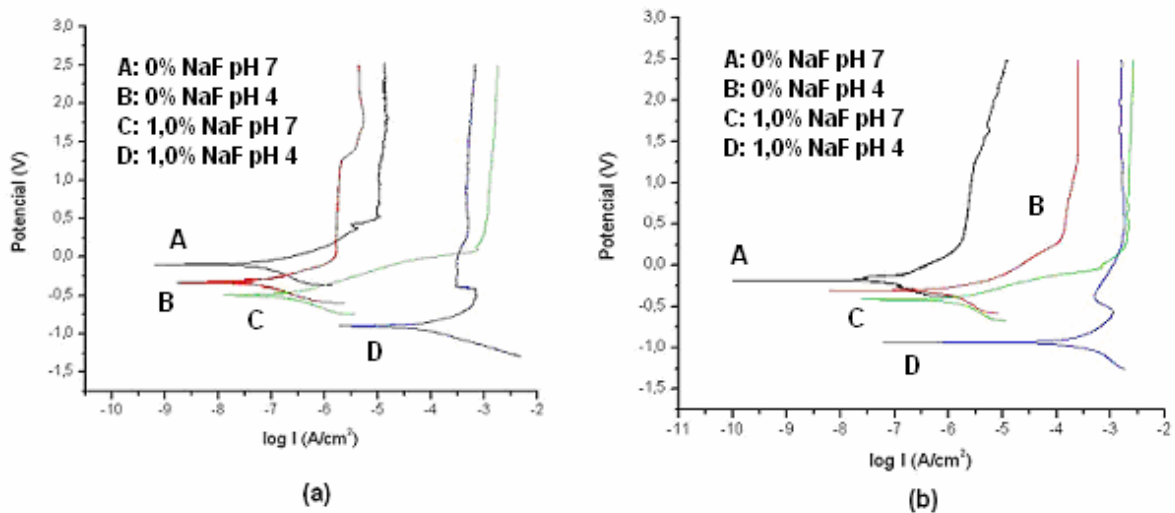 3,0
2,5
2,0
1,5
1,0
0,5
0,0
-0,5
-1,0
-1,5
Potencial (V)
A: 0% NaF pH 7
B: 0% NaF pH 4
C: 1,0% NaF pH 7
D: 1,0% NaF pH 4
A
B
C
D
-10 -9 -8 -7 -6 -5 -4 -3 -2
log I (A/cm²)
(a)
3,0
2,5
2,0
1,5
1,0
0,5
0,0
-0,5
-1,0
-1,5
Potencial (V)
A: 0% NaF pH 7
B: 0% NaF pH 4
C: 1,0% NaF pH 7
D: 1,0% NaF pH 4
B
A
C
D
-11 -10 -9 -8 -7 -6 -5 -4 -3 -2 -1
log I (A/cm²)
(b)